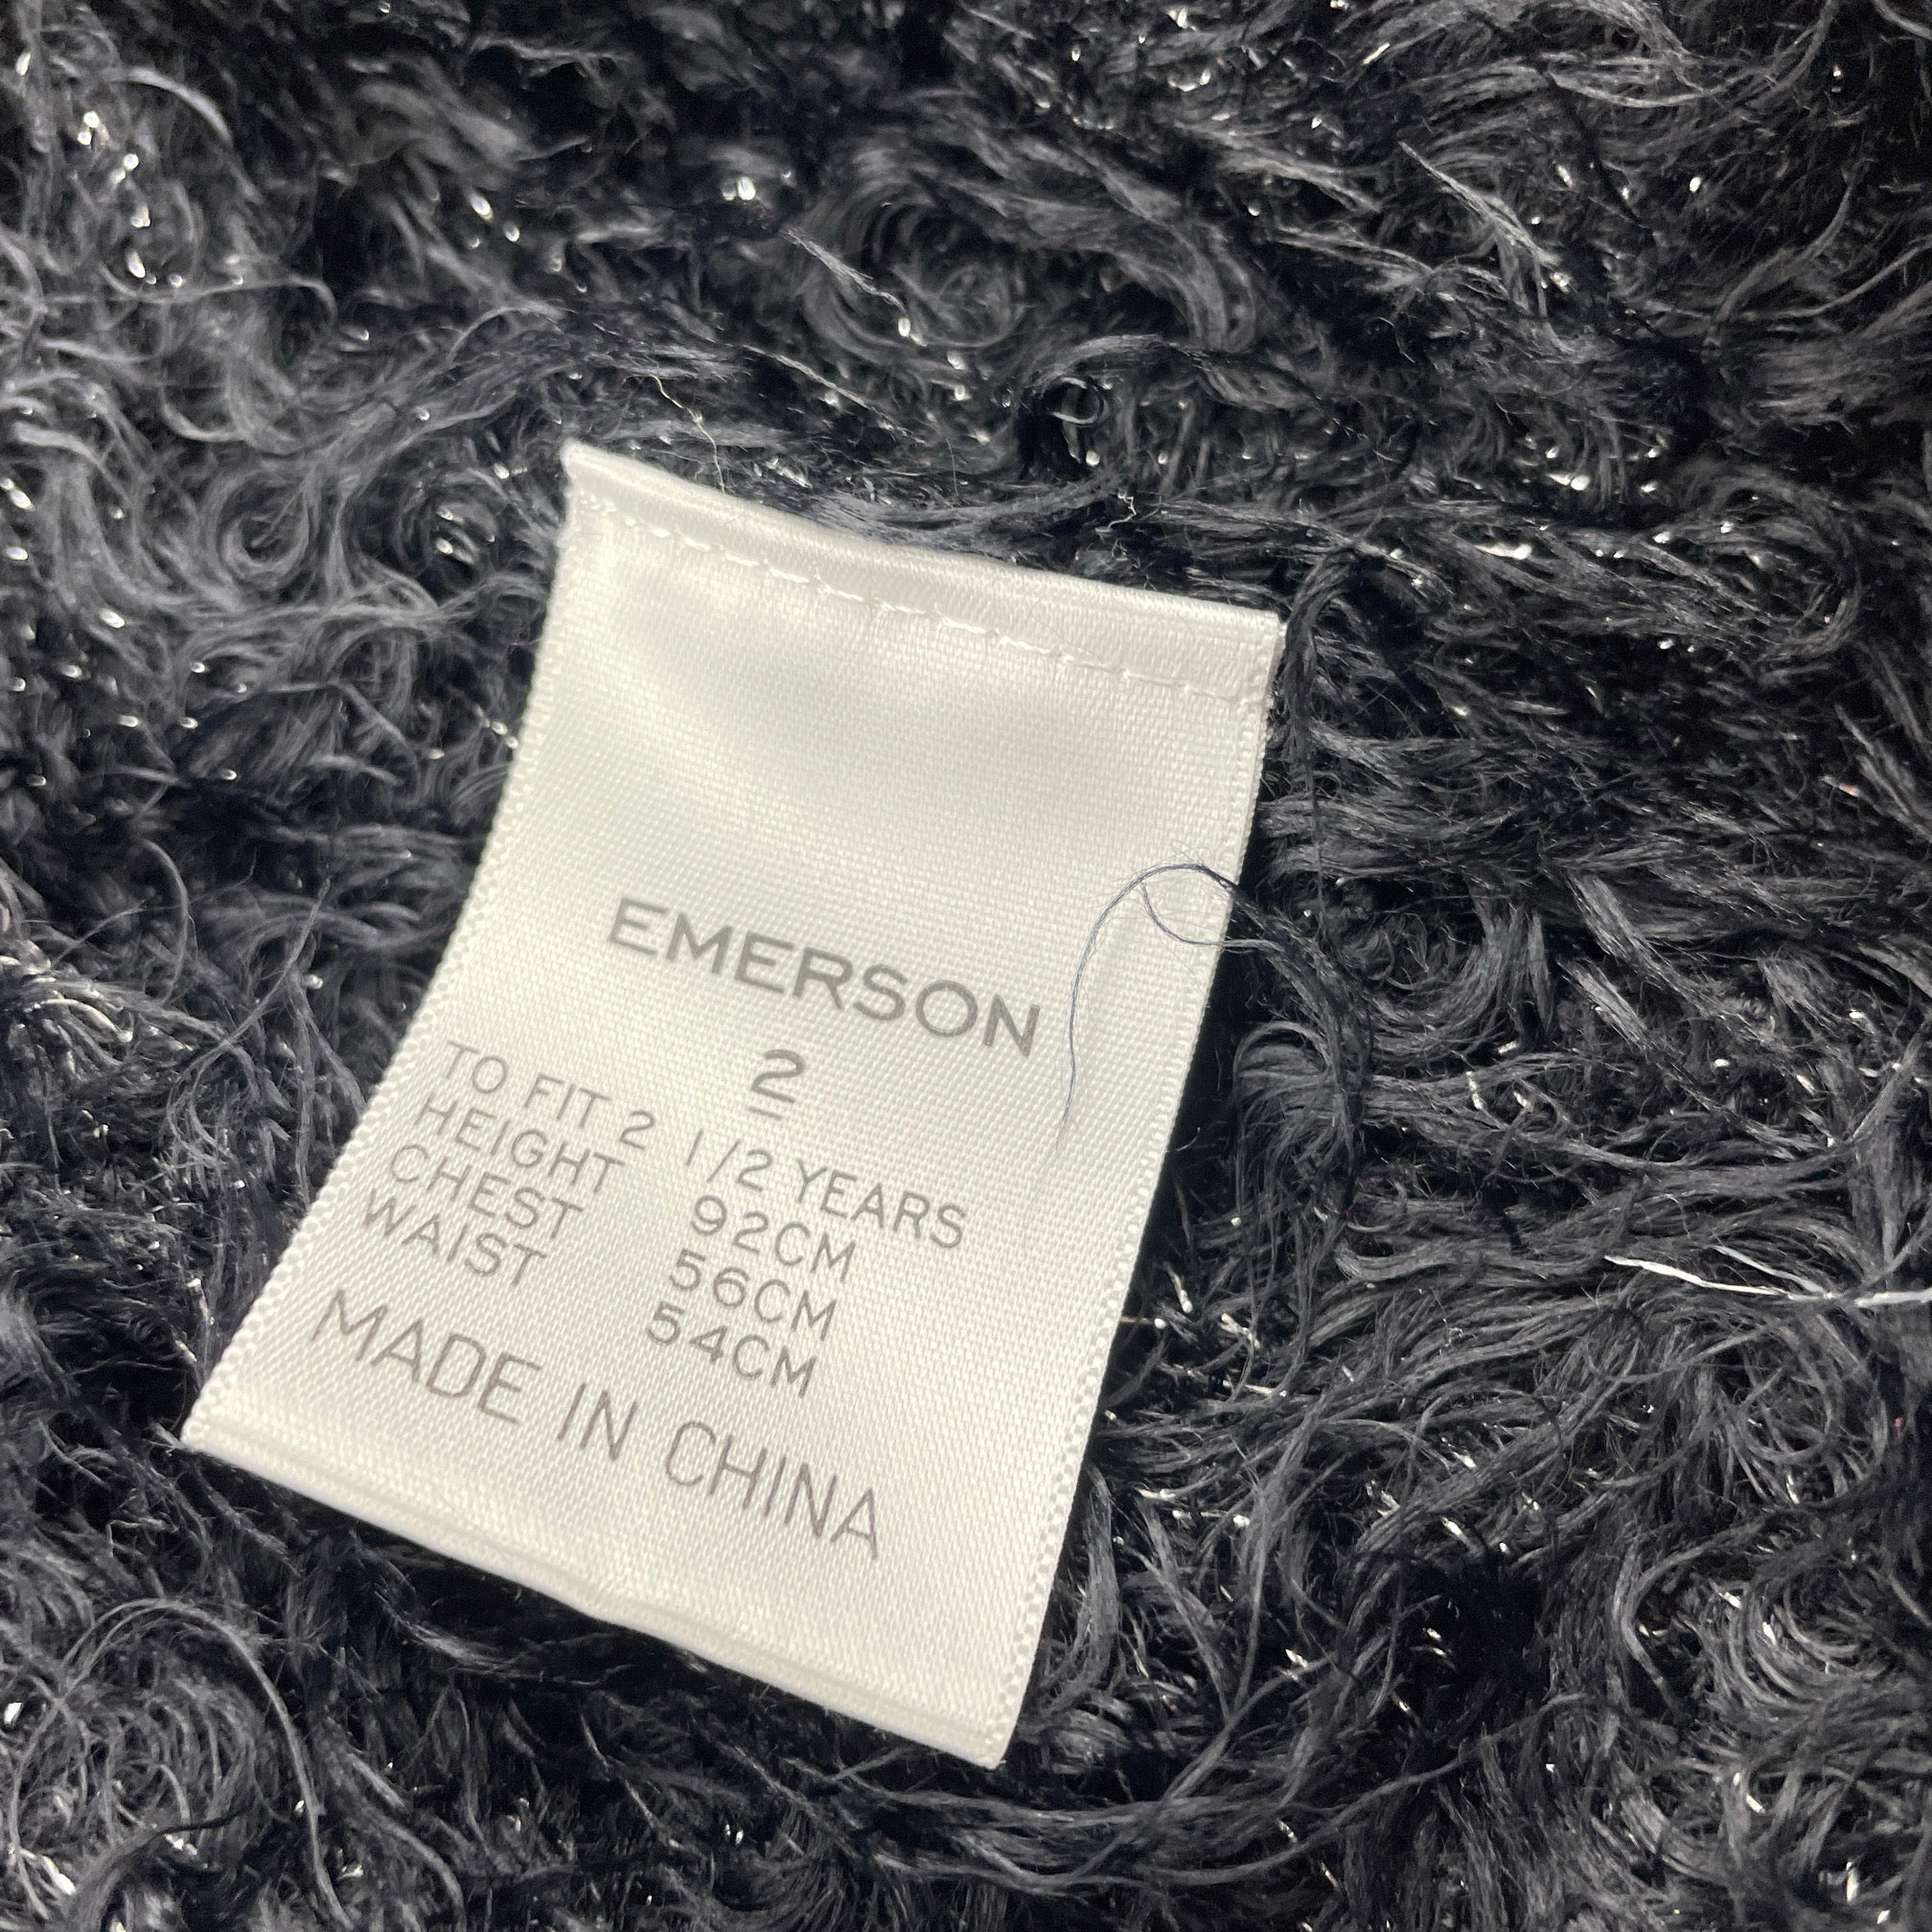 EMERSON
2
TO FIT 2 1/2 YEARS
HEIGHT 92CM
CHEST 56CM
WAIST 54CM
MADE IN CHINA